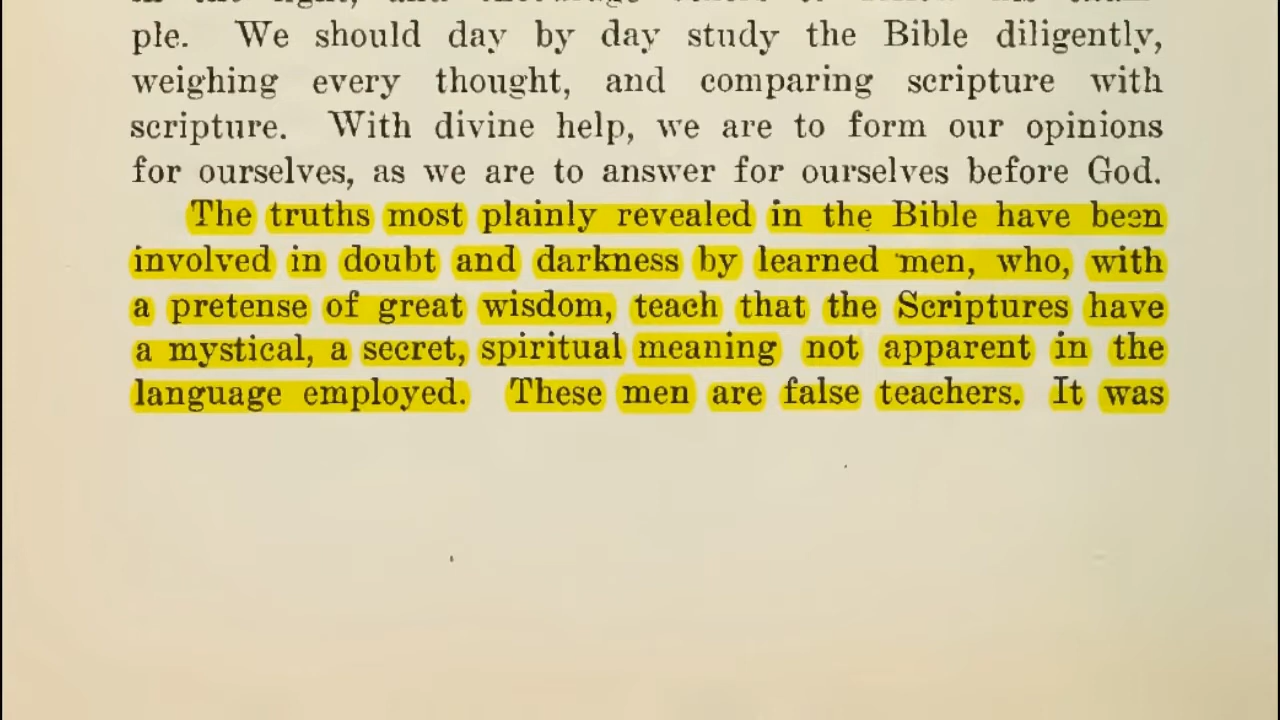 ple. We should day by day study the Bible diligently,
weighing every thought, and comparing scripture with
scripture. With divine help, we are to form our opinions
for ourselves, as we are to answer for ourselves before God.
The truths most plainly revealed in the Bible have been
involved in doubt and darkness by learned men, who, with
a pretense of great wisdom, teach that the Scriptures have
a mystical, a secret, spiritual meaning not apparent in the
language employed. These men are false teachers. It was